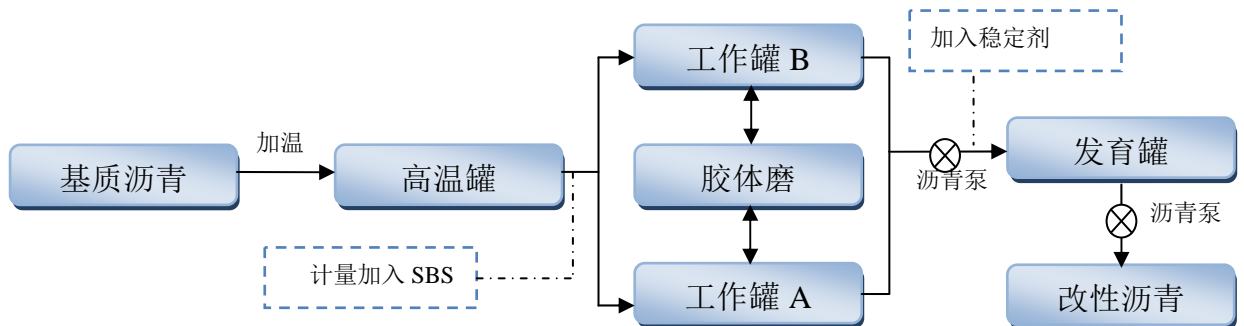 加入稳定剂
工作罐 B
基质沥青
加温
高温罐
胶体磨
沥青泵
发育罐
沥青泵
计量加入 SBS
工作罐 A
改性沥青